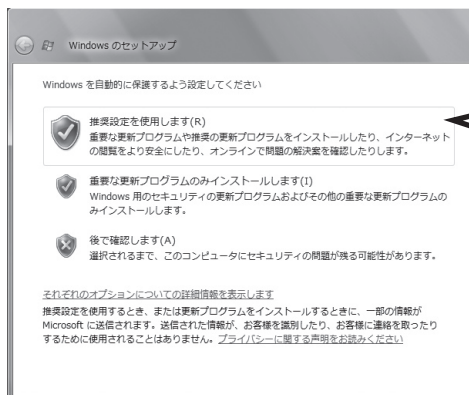 Windows のセットアップ
Windows を自動的に保護するよう設定してください
推奨設定を使用します(R)
重要な更新プログラムや推奨の更新プログラムをインストールしたり、インターネット
の閲覧をより安全にしたり、オンラインで問題の解決案を確認したりします。
重要な更新プログラムのみインストールします(I)
Windows 用のセキュリティの更新プログラムおよびその他の重要な更新プログラムの
みインストールします。
後で確認します(A)
選択されるまで、このコンピュータにセキュリティの問題が残る可能性があります。
それぞれのオプションについての詳細情報を表示します
推奨設定を使用するとき、または更新プログラムをインストールするときに、一部の情報が
Microsoft に送信されます。送信された情報が、お客様を識別したり、お客様に連絡を取ったり
するために使用されることはありません。プライバシーに関する声明をお読みください